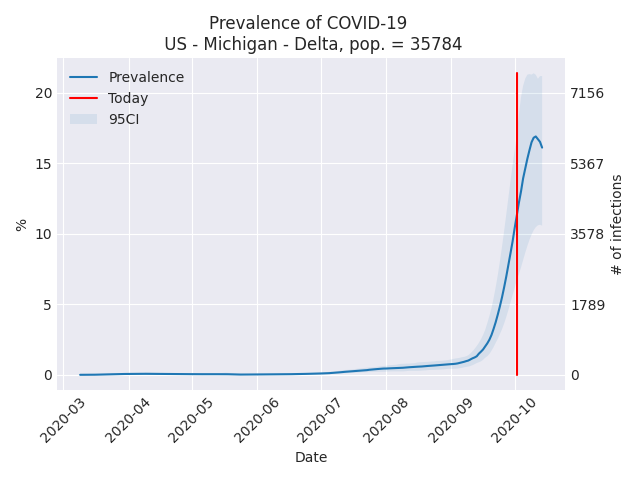 Prevalence of COVID-19
US - Michigan - Delta, pop. = 35784
Prevalence
Today
95CI
%
20
15
10
5
0
7156
5367
3578
1789
0
# of infections
2020-03
2020-04
2020-05
2020-06
2020-07
2020-08
2020-09
2020-10
Date